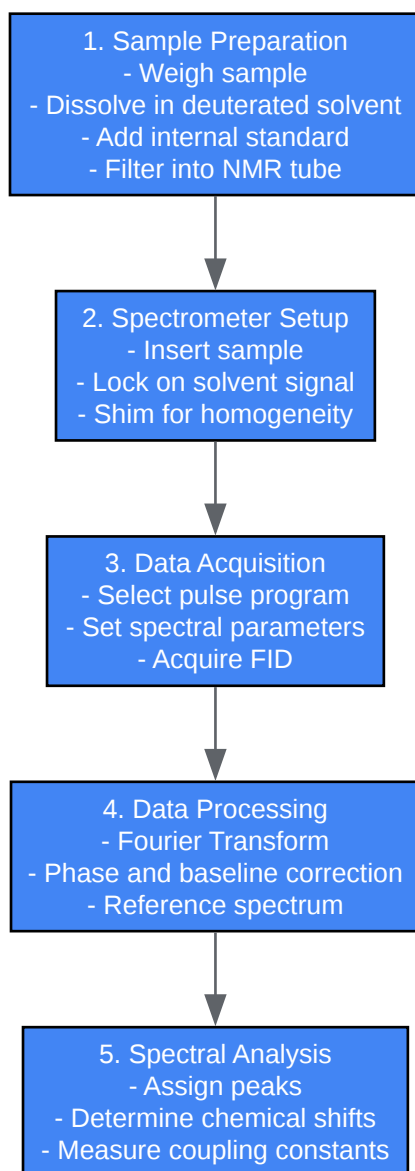 1. Sample Preparation
- Weigh sample
- Dissolve in deuterated solvent
- Add internal standard
- Filter into NMR tube
2. Spectrometer Setup
- Insert sample
- Lock on solvent signal
- Shim for homogeneity
3. Data Acquisition
- Select pulse program
- Set spectral parameters
- Acquire FID
4. Data Processing
- Fourier Transform
- Phase and baseline correction
- Reference spectrum
5. Spectral Analysis
- Assign peaks
- Determine chemical shifts
- Measure coupling constants